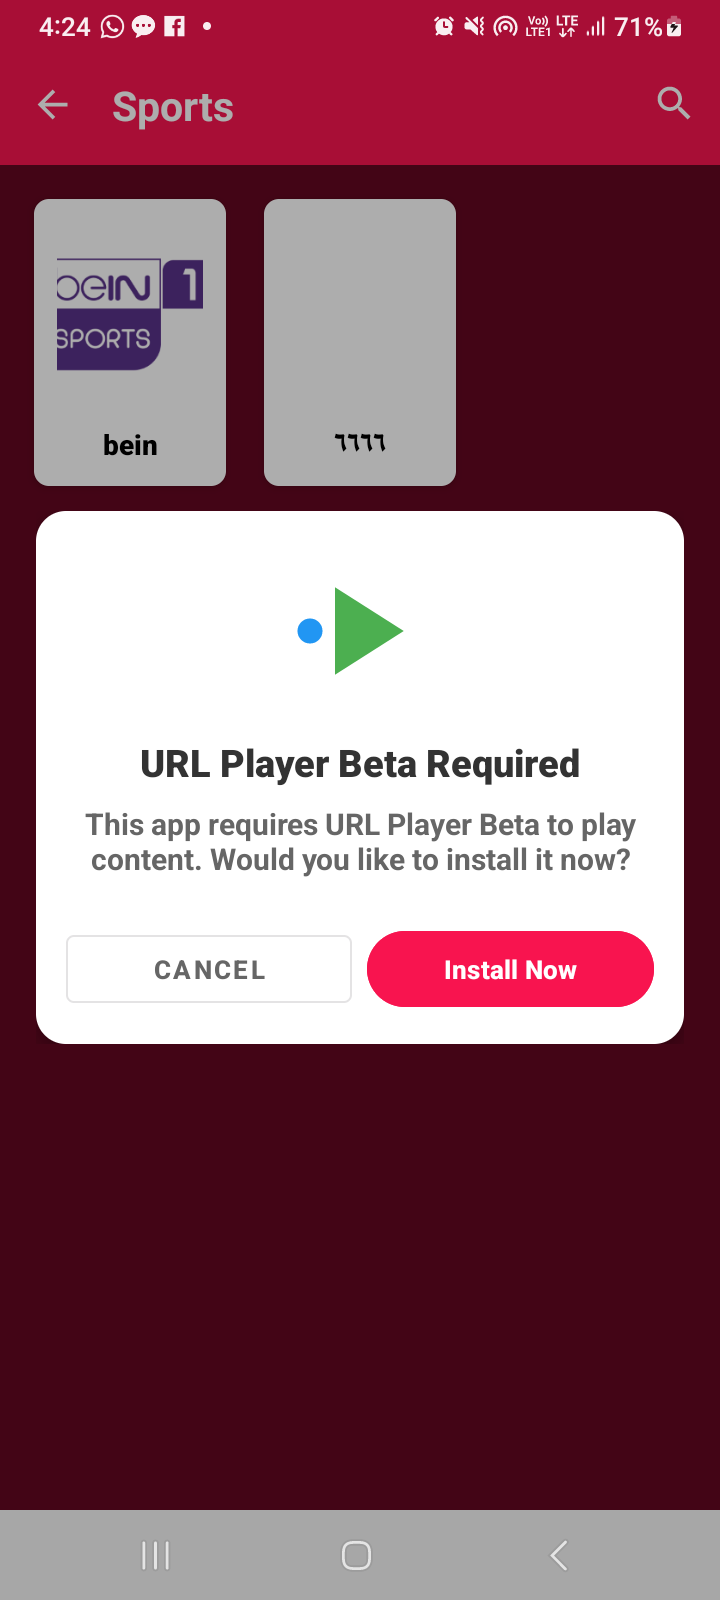 4:24
Vo)) LTE1 LTE 71%
Sports
beIN 1
SPORTS
bein
٦٦٦٦
URL Player Beta Required
This app requires URL Player Beta to play
content. Would you like to install it now?
CANCEL
Install Now